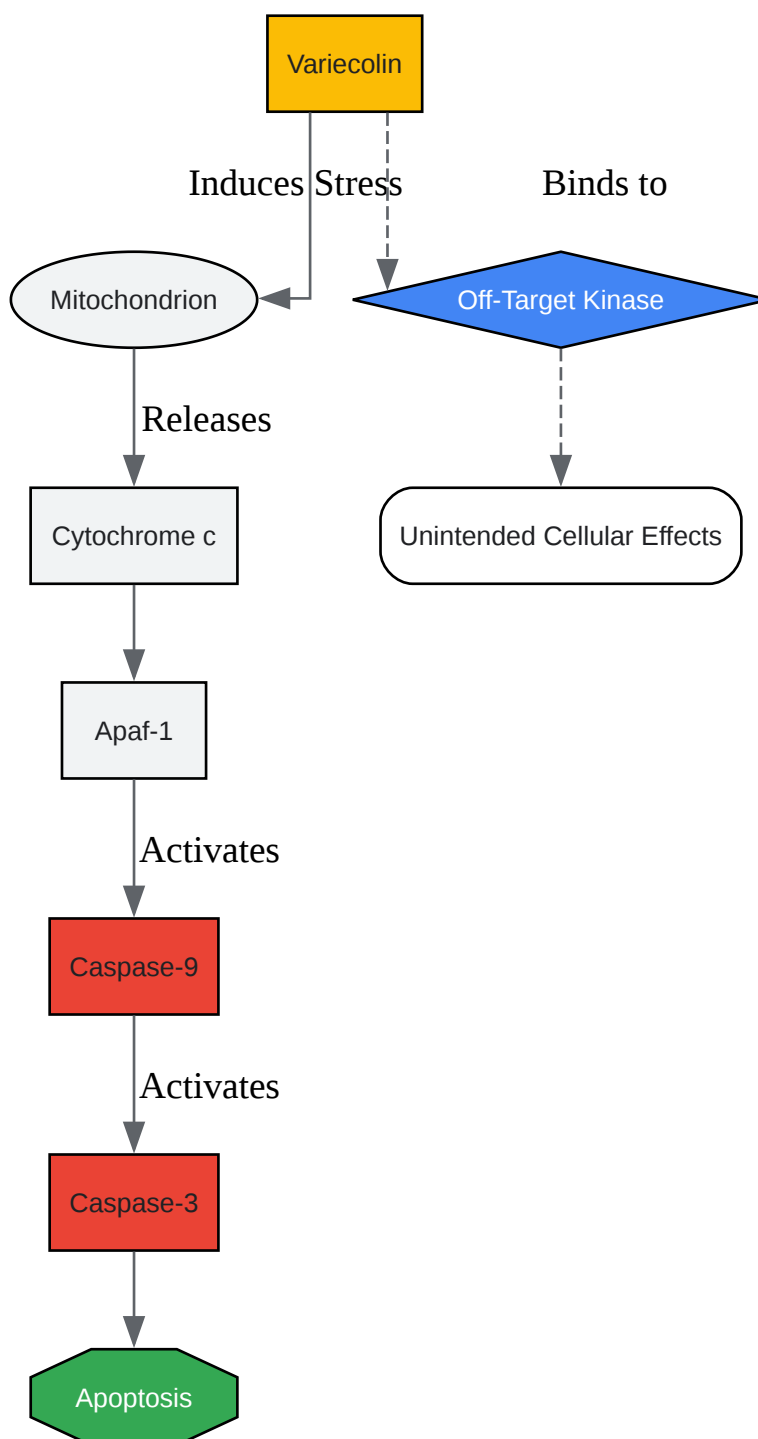 Variecolin
Induces Stress
Binds to
Mitochondrion
Off-Target Kinase
Releases
Cytochrome c
Unintended Cellular Effects
Apaf-1
Activates
Caspase-9
Activates
Caspase-3
Apoptosis